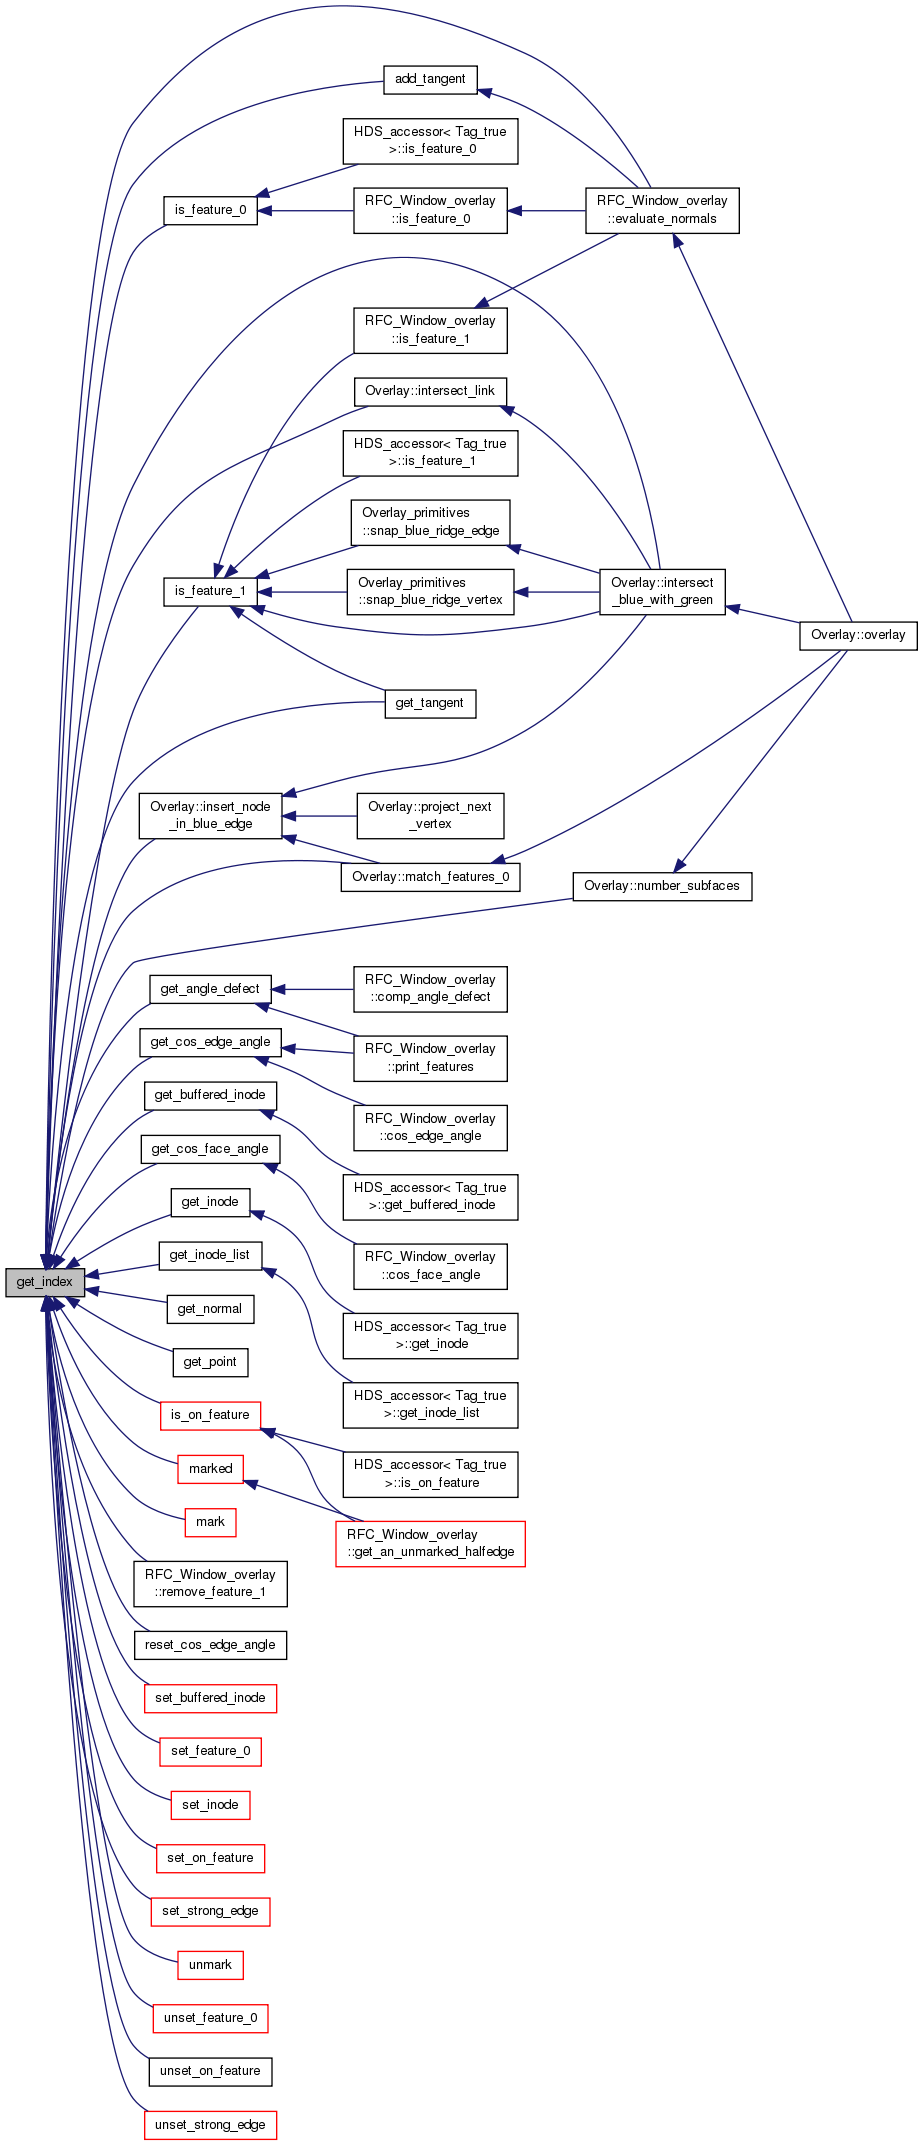 add_tangent
HDS_accessor< Tag_true
>::is_feature_0
is_feature_0
RFC_Window_overlay
::is_feature_0
RFC_Window_overlay
::evaluate_normals
RFC_Window_overlay
::is_feature_1
Overlay::intersect_link
HDS_accessor< Tag_true
>::is_feature_1
Overlay_primitives
::snap_blue_ridge_edge
is_feature_1
Overlay_primitives
::snap_blue_ridge_vertex
Overlay::intersect
_blue_with_green
Overlay::overlay
get_tangent
Overlay::insert_node
_in_blue_edge
Overlay::project_next
_vertex
Overlay::match_features_0
Overlay::number_subfaces
get_angle_defect
RFC_Window_overlay
::comp_angle_defect
get_cos_edge_angle
RFC_Window_overlay
::print_features
get_buffered_inode
RFC_Window_overlay
::cos_edge_angle
get_cos_face_angle
HDS_accessor< Tag_true
>::get_buffered_inode
get_inode
get_inode_list
RFC_Window_overlay
::cos_face_angle
get_index
get_normal
HDS_accessor< Tag_true
>::get_inode
get_point
HDS_accessor< Tag_true
>::get_inode_list
is_on_feature
HDS_accessor< Tag_true
>::is_on_feature
marked
mark
RFC_Window_overlay
::get_an_unmarked_halfedge
RFC_Window_overlay
::remove_feature_1
reset_cos_edge_angle
set_buffered_inode
set_feature_0
set_inode
set_on_feature
set_strong_edge
unmark
unset_feature_0
unset_on_feature
unset_strong_edge